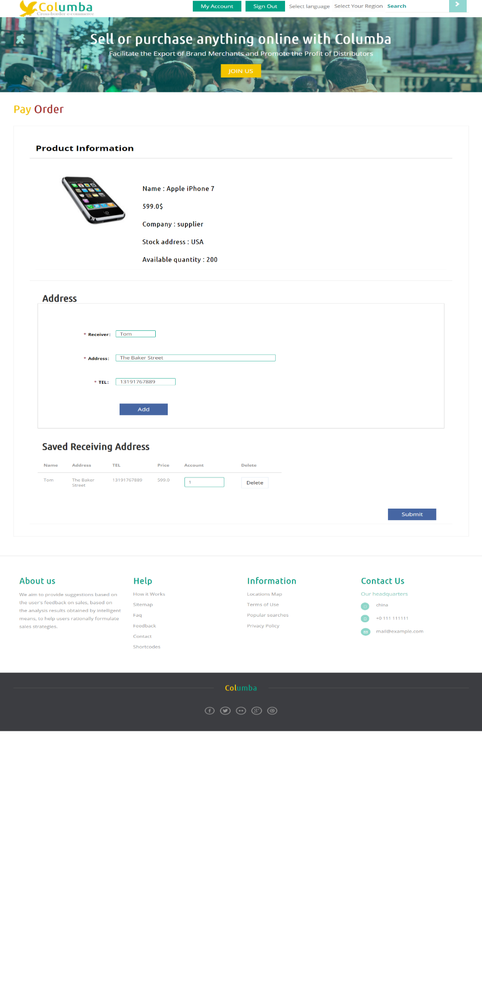 Columba
Cross-border e-commerce
My Account
Sign Out
Select language
Select Your Region
Search
Sell or purchase anything online with Columba
Facilitate the Export of Brand Merchants and Promote the Profit of Distributors
JOIN US
Pay Order
Product Information
Name : Apple iPhone 7
599.0$
Company : supplier
Stock address : USA
Available quantity : 200
Address
* Receiver: Tom
* Address: The Baker Street
* TEL: 13191767889
Add
Saved Receiving Address
Name Address TEL Price Account Delete
Tom The Baker 13191767889 599.0 1 Delete
Street
Submit
About us
We aim to provide suggestions based on
the user's feedback on sales, based on
the analysis results obtained by intelligent
means, to help users rationally formulate
sales strategies.
Help
How it Works
Sitemap
Faq
Feedback
Contact
Shortcodes
Information
Locations Map
Terms of Use
Popular searches
Privacy Policy
Contact Us
Our headquarters
china
+0 111 111111
mail@example.com
Columba